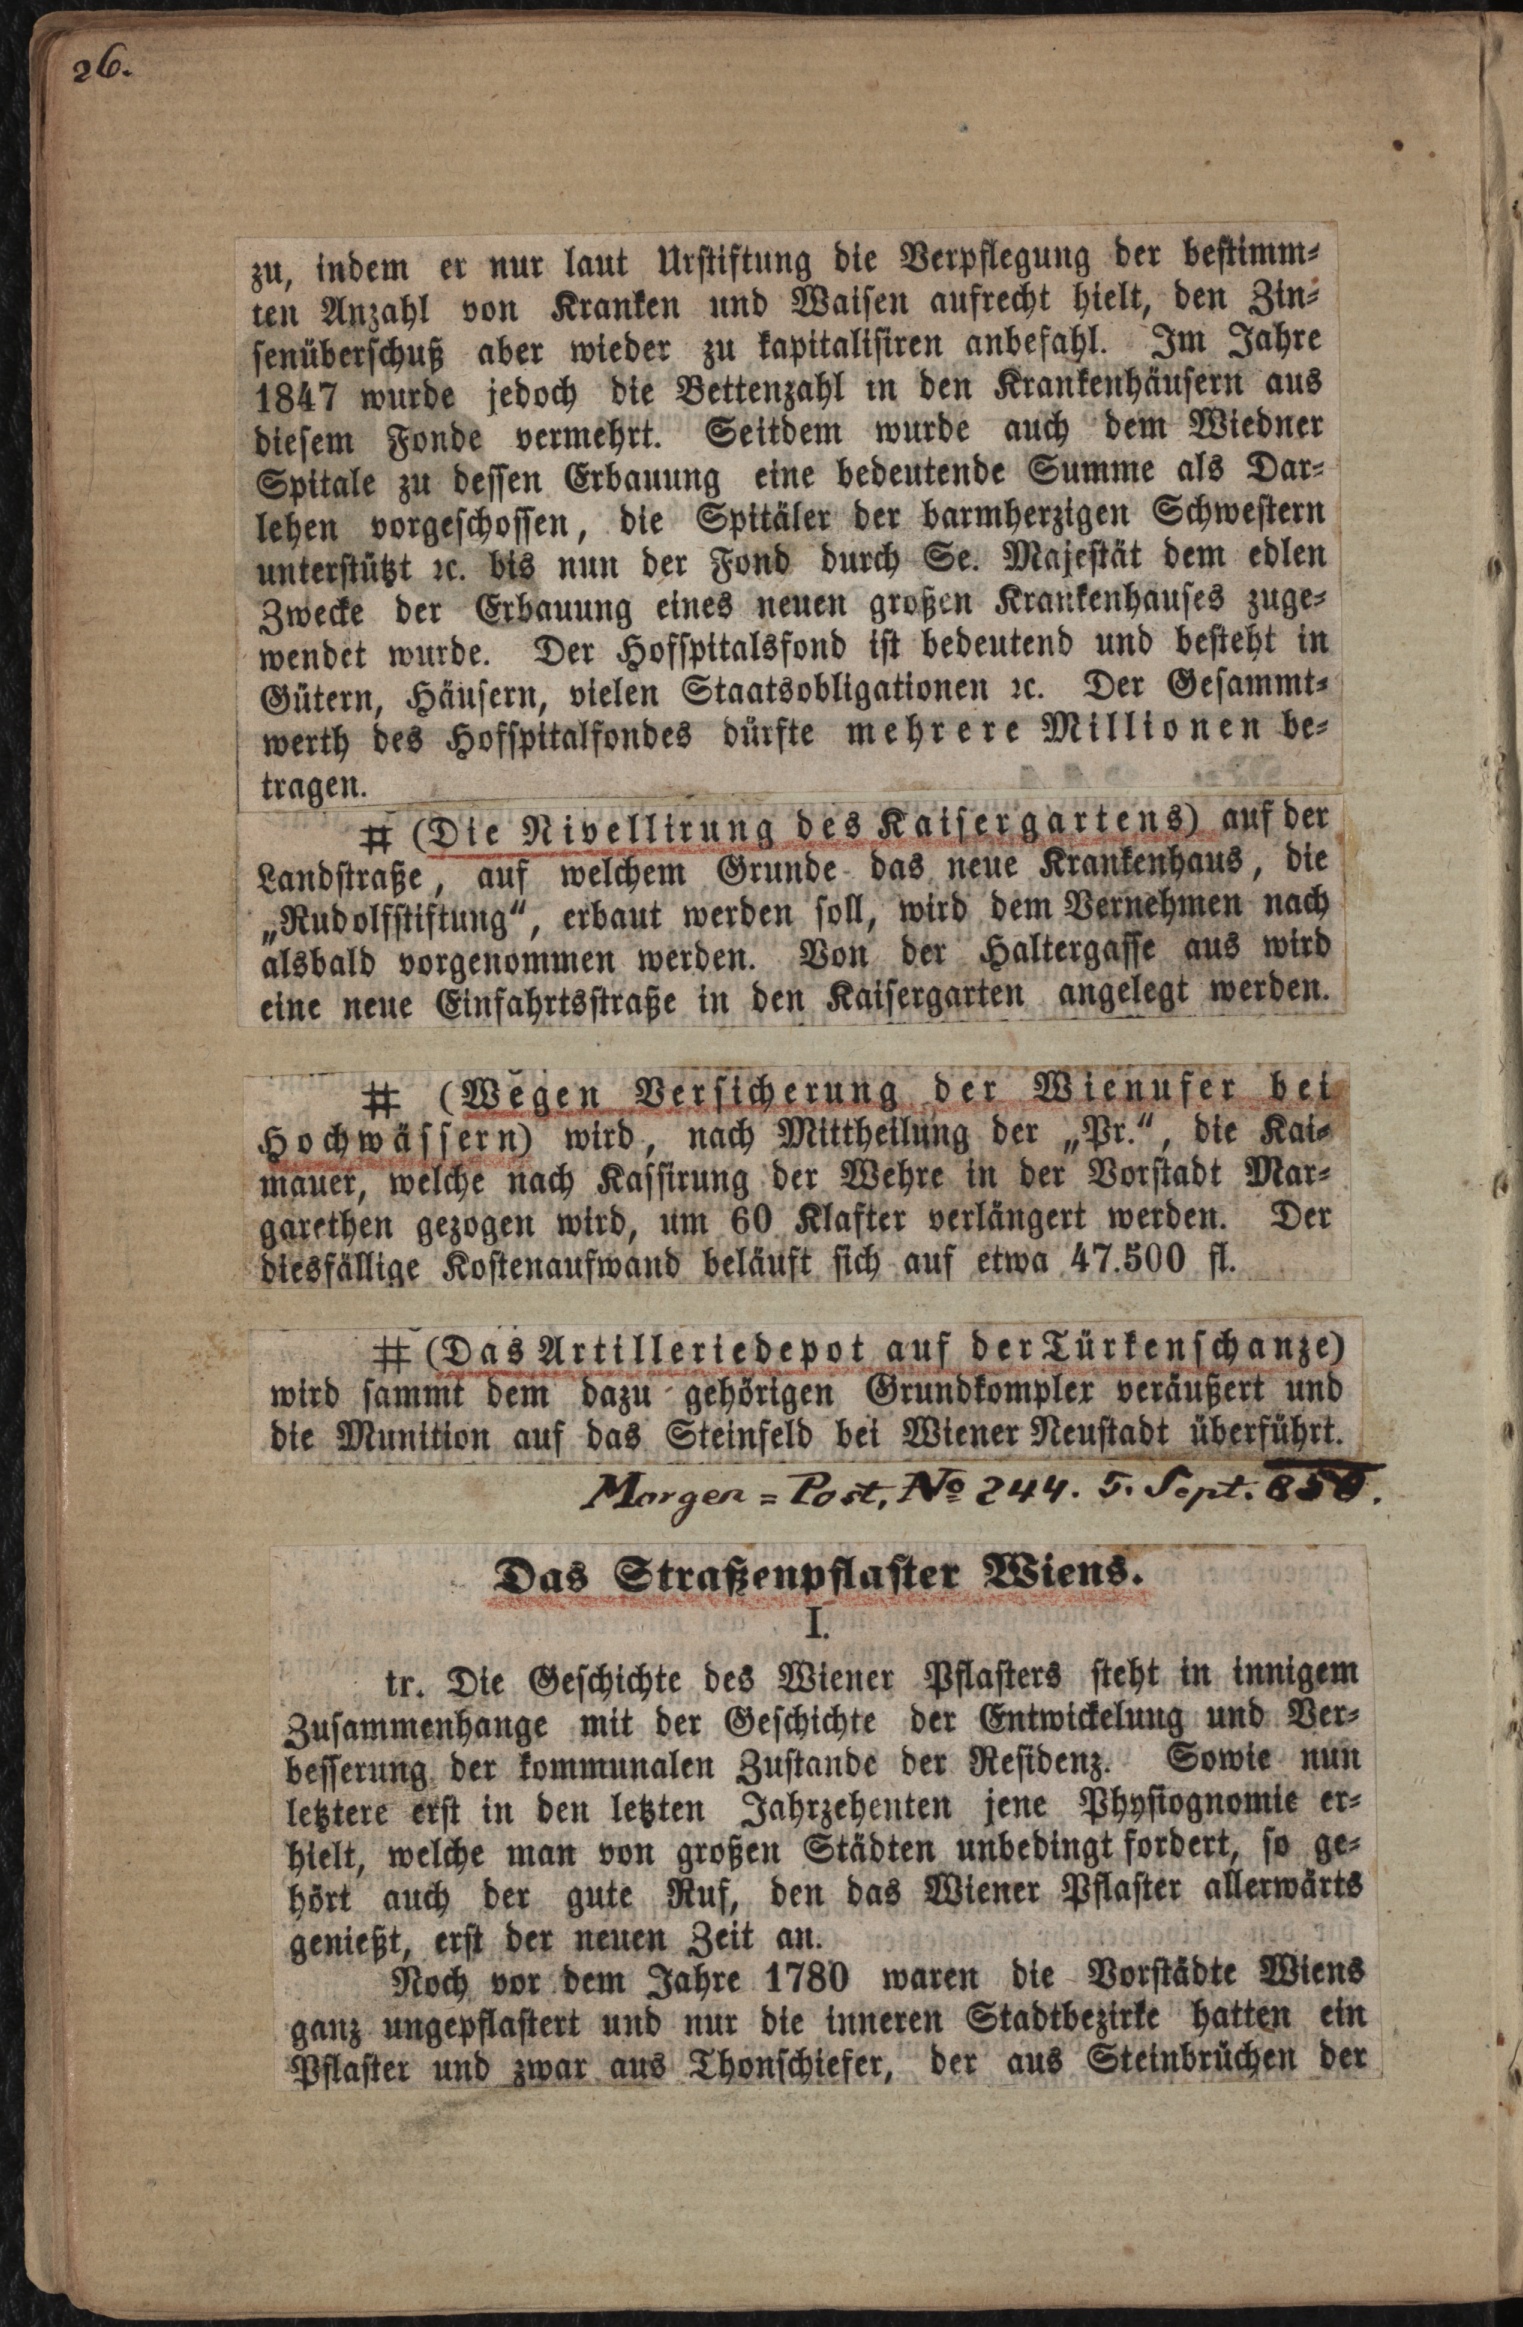 26.
zu, indem er nur laut Urstiftung die Verpflegung der bestimm-
ten Anzahl von Kranken und Waisen aufrecht hielt, den Zin-
senüberschuß aber wieder zu kapitalisiren anbefahl. Im Jahre
1847 wurde jedoch die Bettenzahl in den Krankenhäusern aus
diesem Fonde vermehrt. Seitdem wurde auch dem Wiedner
Spitale zu dessen Erbauung eine bedeutende Summe als Dar-
lehen vorgeschossen, die Spitäler der barmherzigen Schwestern
unterstützt ꝛc. bis nun der Fond durch Se. Majestät dem edlen
Zwecke der Erbauung eines neuen großen Krankenhauses zuge-
wendet wurde. Der Hofspitalsfond ist bedeutend und besteht in
Gütern, Häusern, vielen Staatsobligationen ꝛc. Der Gesammt-
werth des Hofspitalfondes dürfte mehrere Millionen be-
tragen.
# (Die Nivellirung des Kaisergartens) auf der
Landstraße, auf welchem Grunde das neue Krankenhaus, die
„Rudolfstiftung“, erbaut werden soll, wird dem Vernehmen nach
alsbald vorgenommen werden. Von der Haltergasse aus wird
eine neue Einfahrtsstraße in den Kaisergarten angelegt werden.
# (Wegen Versicherung der Wienufer bei
Hochwässern) wird, nach Mittheilung der „Pr.“, die Kai-
mauer, welche nach Kassirung der Wehre in der Vorstadt Mar-
garethen gezogen wird, um 60 Klafter verlängert werden. Der
diesfällige Kostenaufwand beläuft sich auf etwa 47.500 fl.
# (Das Artilleriedepot auf der Türkenschanze)
wird sammt dem dazu gehörigen Grundkomplex veräußert und
die Munition auf das Steinfeld bei Wiener Neustadt überführt.
Morgen=Post, No 244. 5. Sept. 858.
Das Straßenpflaster Wiens.
I.
tr. Die Geschichte des Wiener Pflasters steht in innigem
Zusammenhange mit der Geschichte der Entwickelung und Ver-
besserung der kommunalen Zustande der Residenz. Sowie nun
letztere erst in den letzten Jahrzehenten jene Physiognomie er-
hielt, welche man von großen Städten unbedingt fordert, so ge-
hört auch der gute Ruf, den das Wiener Pflaster allerwärts
genießt, erst der neuen Zeit an.
Noch vor dem Jahre 1780 waren die Vorstädte Wiens
ganz ungepflastert und nur die inneren Stadtbezirke hatten ein
Pflaster und zwar aus Thonschiefer, der aus Steinbrüchen der